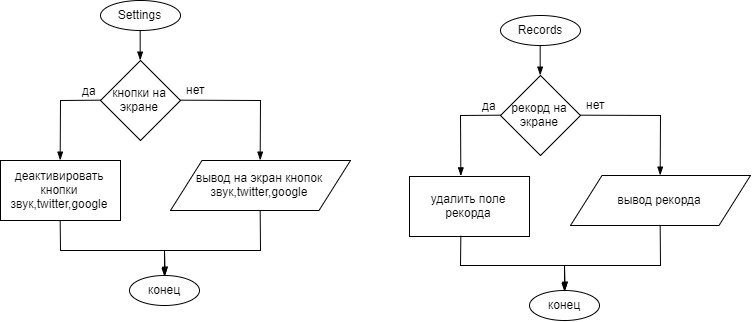 Settings
да
кнопки на
экране
нет
деактивировать
кнопки
звук,twitter,google
вывод на экран кнопок
звук,twitter,google
конец
Records
да
рекорд на
экране
нет
удалить поле
рекорда
вывод рекорда
конец